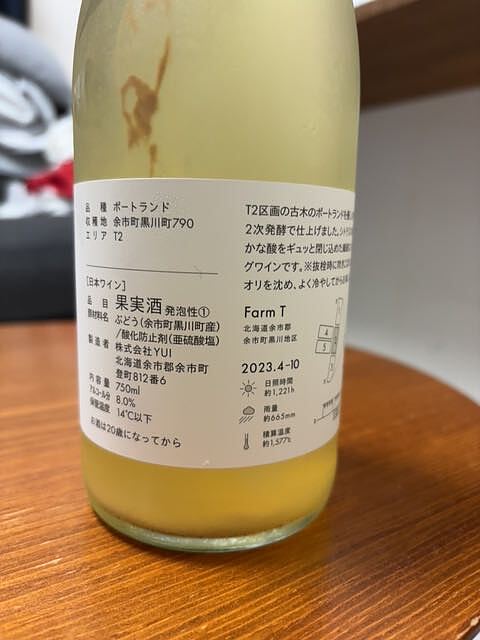 品種 ポートランド
収穫地 余市町黒川町790
エリア T2
[日本ワイン]
品目 果実酒 発泡性①
原材料名 ぶどう(余市町黒川町産)
/酸化防止剤(亜硫酸塩)
製造者 株式会社YUI
北海道余市郡余市町
登町812番6
内容量 750ml
アルコール分 8.0%
保管温度 14℃以下
お酒は20歳になってから
T2区画の古木のポートランドを
2次発酵で仕上げました。シトラ
かな酸をギュッと閉じ込めた
グワインです。※抜栓時に
オリを沈め、よく冷やしてから
Farm T
北海道余市郡
余市町黒川地区
4
5
2023.4-10
日照時間
約1,221h
雨量
約665mm
積算温度
約1,577℃